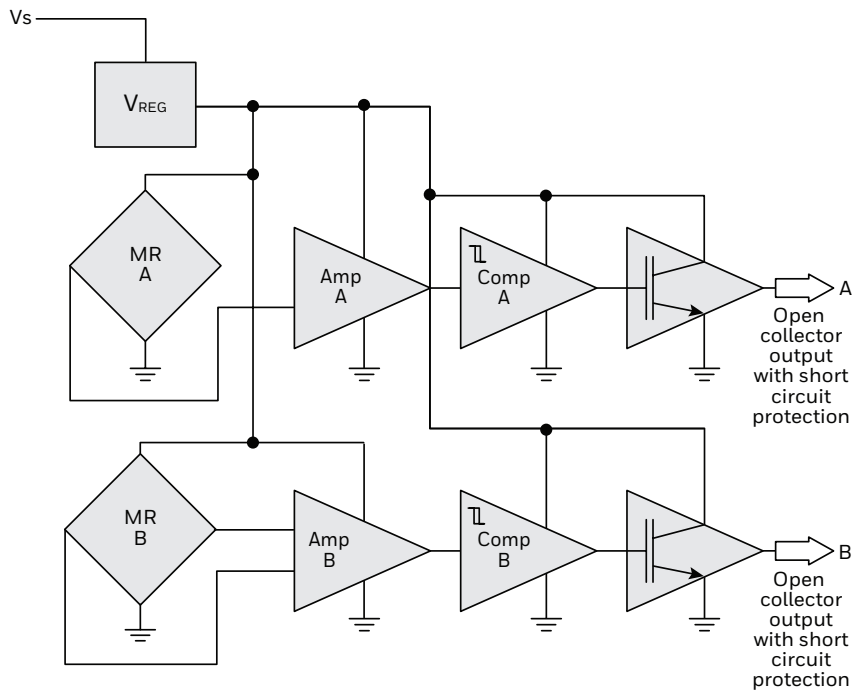 Vs
VREG
MR
A
Amp
A
Comp
A
A
Open
collector
output
with short
circuit
protection
MR
B
Amp
B
Comp
B
B
Open
collector
output
with short
circuit
protection